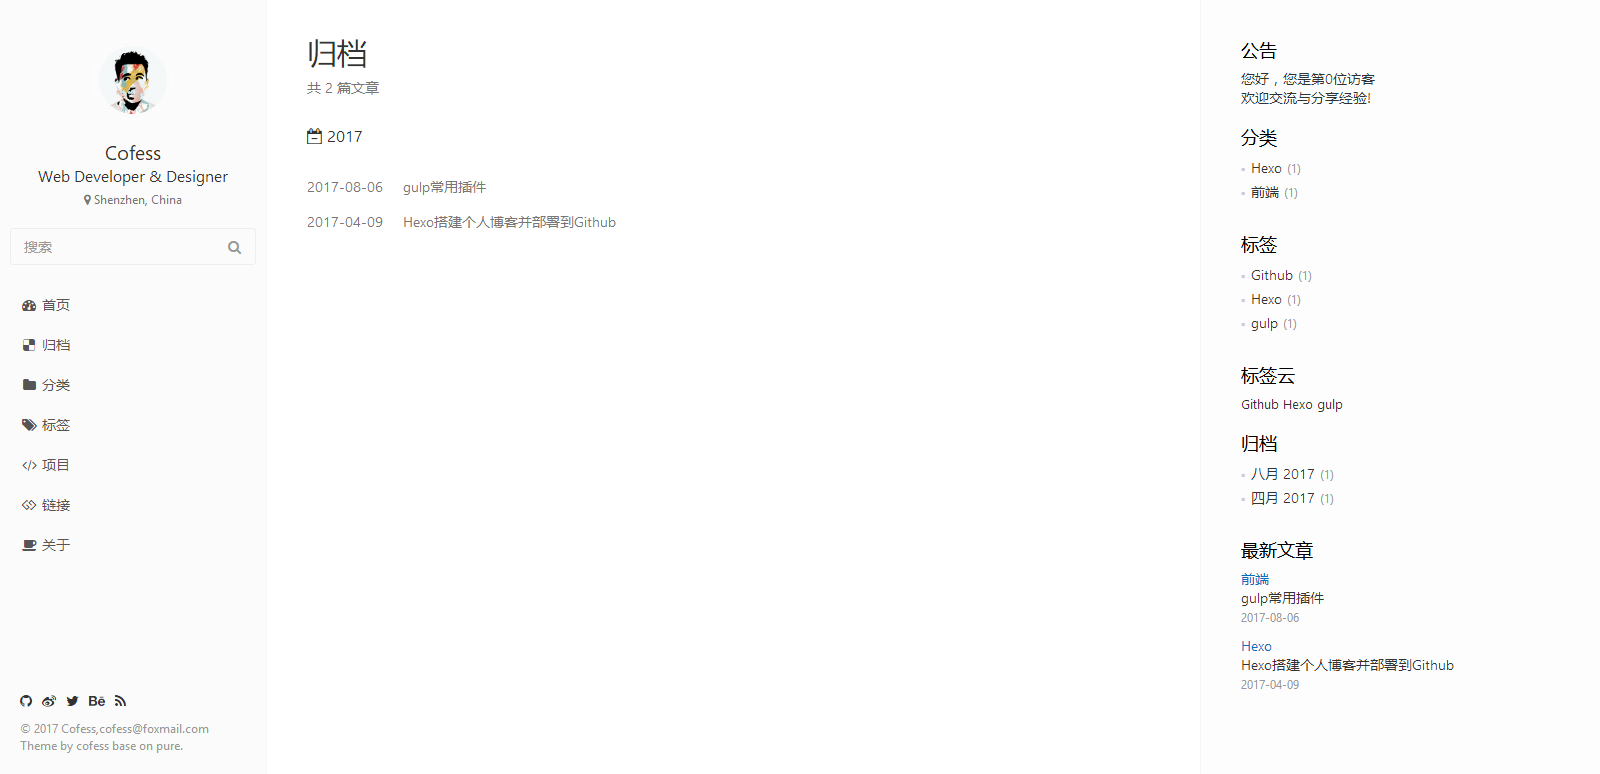 Cofess
Web Developer & Designer
Shenzhen, China
搜索
首页
归档
分类
标签
项目
链接
关于
Bē
© 2017 Cofess,cofess@foxmail.com
Theme by cofess base on pure.
归档
共 2 篇文章
2017
2017-08-06 gulp常用插件
2017-04-09 Hexo搭建个人博客并部署到Github
公告
您好，您是第0位访客
欢迎交流与分享经验!
分类
Hexo (1)
前端 (1)
标签
Github (1)
Hexo (1)
gulp (1)
标签云
Github Hexo gulp
归档
八月 2017 (1)
四月 2017 (1)
最新文章
前端
gulp常用插件
2017-08-06
Hexo
Hexo搭建个人博客并部署到Github
2017-04-09